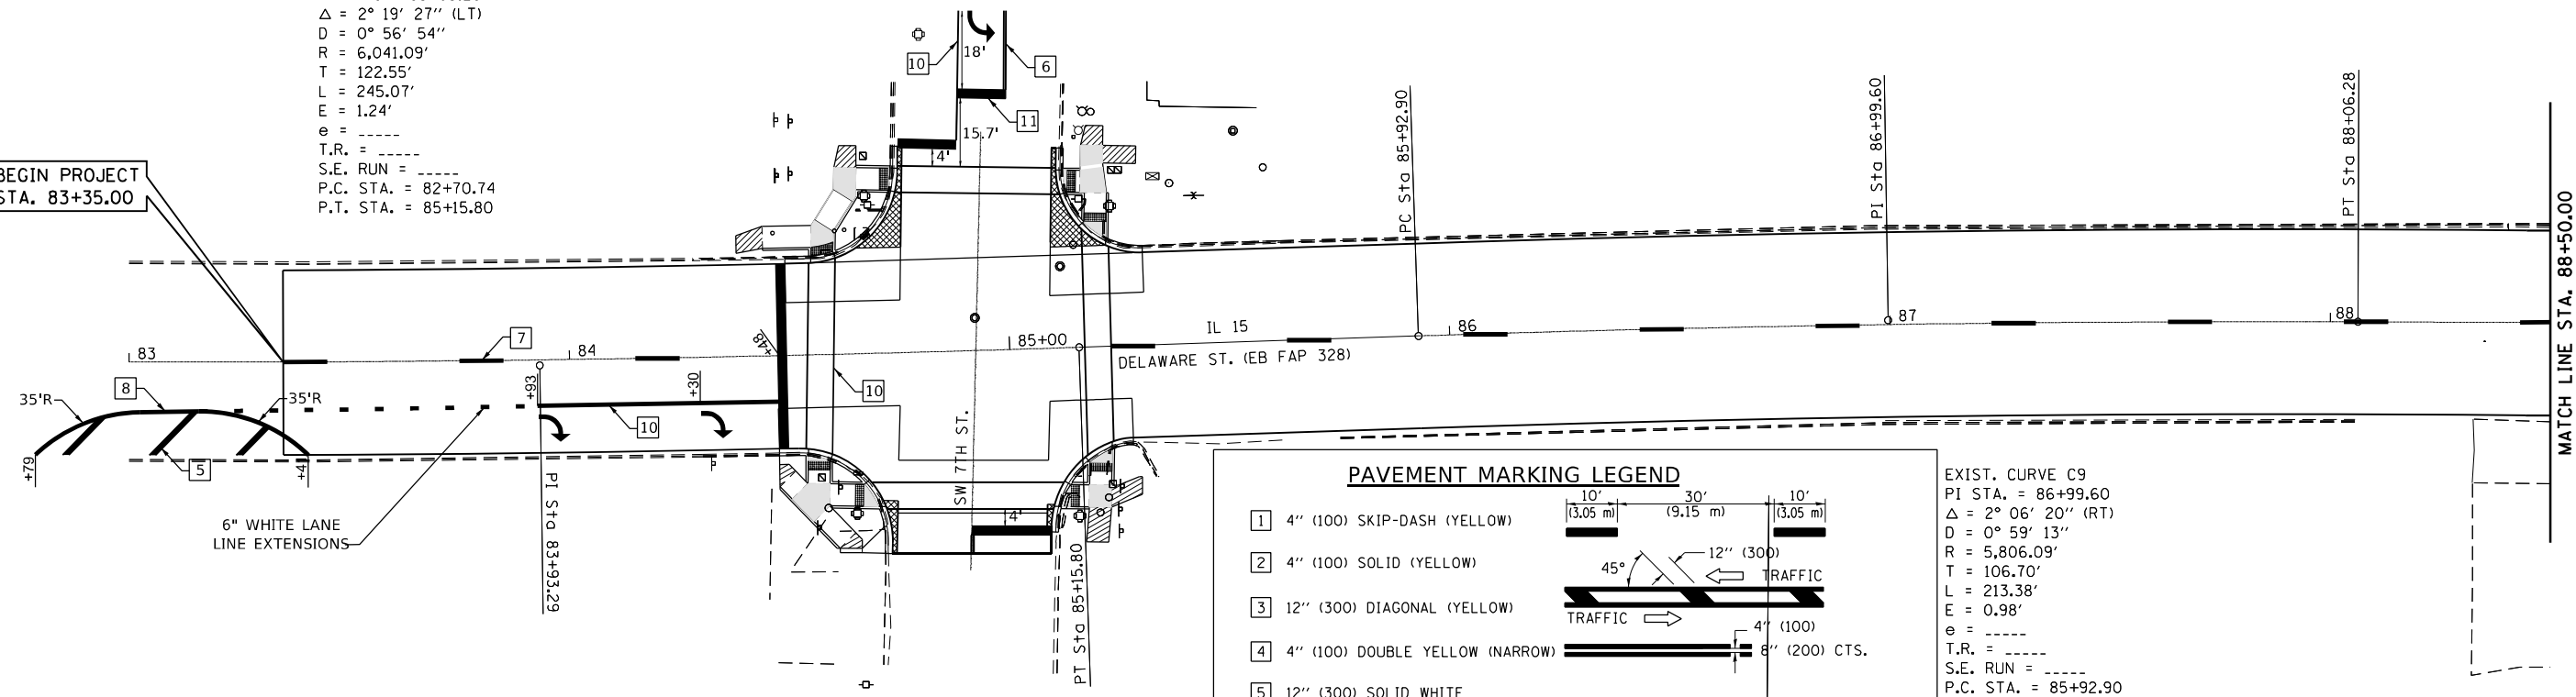 Δ = 2° 19' 27'' (LT)
D = 0° 56' 54''
R = 6,041.09'
T = 122.55'
L = 245.07'
E = 1.24'
e = _____
T.R. = _____
S.E. RUN = _____
P.C. STA. = 82+70.74
P.T. STA. = 85+15.80
BEGIN PROJECT
STA. 83+35.00
10
18'
6
11
15.7'
4'
PC Sta 85+92.90
PI Sta 86+99.60
PT Sta 88+06.28
MATCH LINE STA. 88+50.00
83
7
84
+48
85+00
IL 15
86
87
88
DELAWARE ST. (EB FAP 328)
8
35'R
35'R
+93
+30
10
10
5
+79
+41
6" WHITE LANE
LINE EXTENSIONS
PI Sta 83+93.29
SW 7TH ST.
4'
PT Sta 85+15.80
PAVEMENT MARKING LEGEND
10' 30' 10'
(3.05 m) (9.15 m) (3.05 m)
1 4'' (100) SKIP-DASH (YELLOW)
2 4'' (100) SOLID (YELLOW)
45° 12'' (300)
TRAFFIC
3 12'' (300) DIAGONAL (YELLOW)
TRAFFIC
4'' (100)
4 4'' (100) DOUBLE YELLOW (NARROW) 8'' (200) CTS.
5 12'' (300) SOLID WHITE
EXIST. CURVE C9
PI STA. = 86+99.60
Δ = 2° 06' 20'' (RT)
D = 0° 59' 13''
R = 5,806.09'
T = 106.70'
L = 213.38'
E = 0.98'
e = _____
T.R. = _____
S.E. RUN = _____
P.C. STA. = 85+92.90